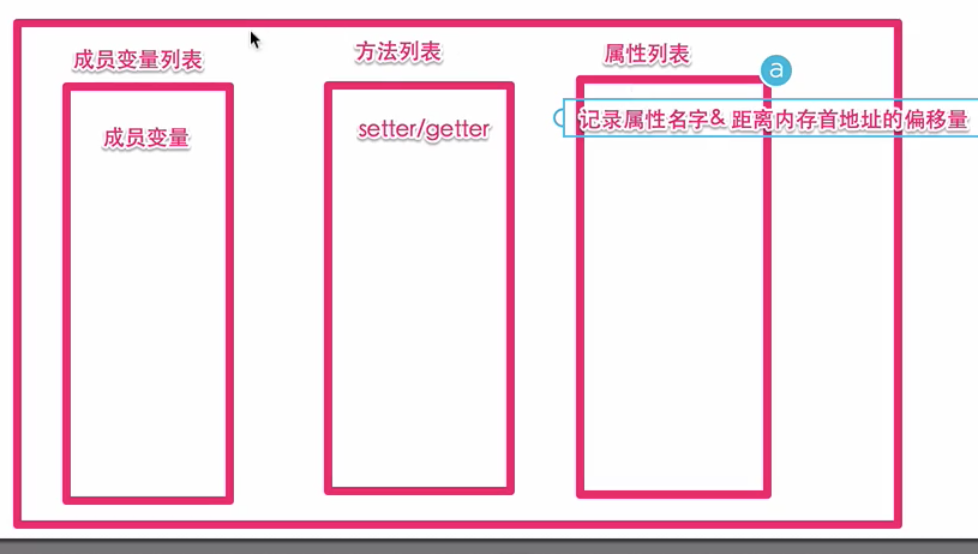 成员变量列表
方法列表
属性列表
a
成员变量
setter/getter
记录属性名字& 距离内存首地址的偏移量